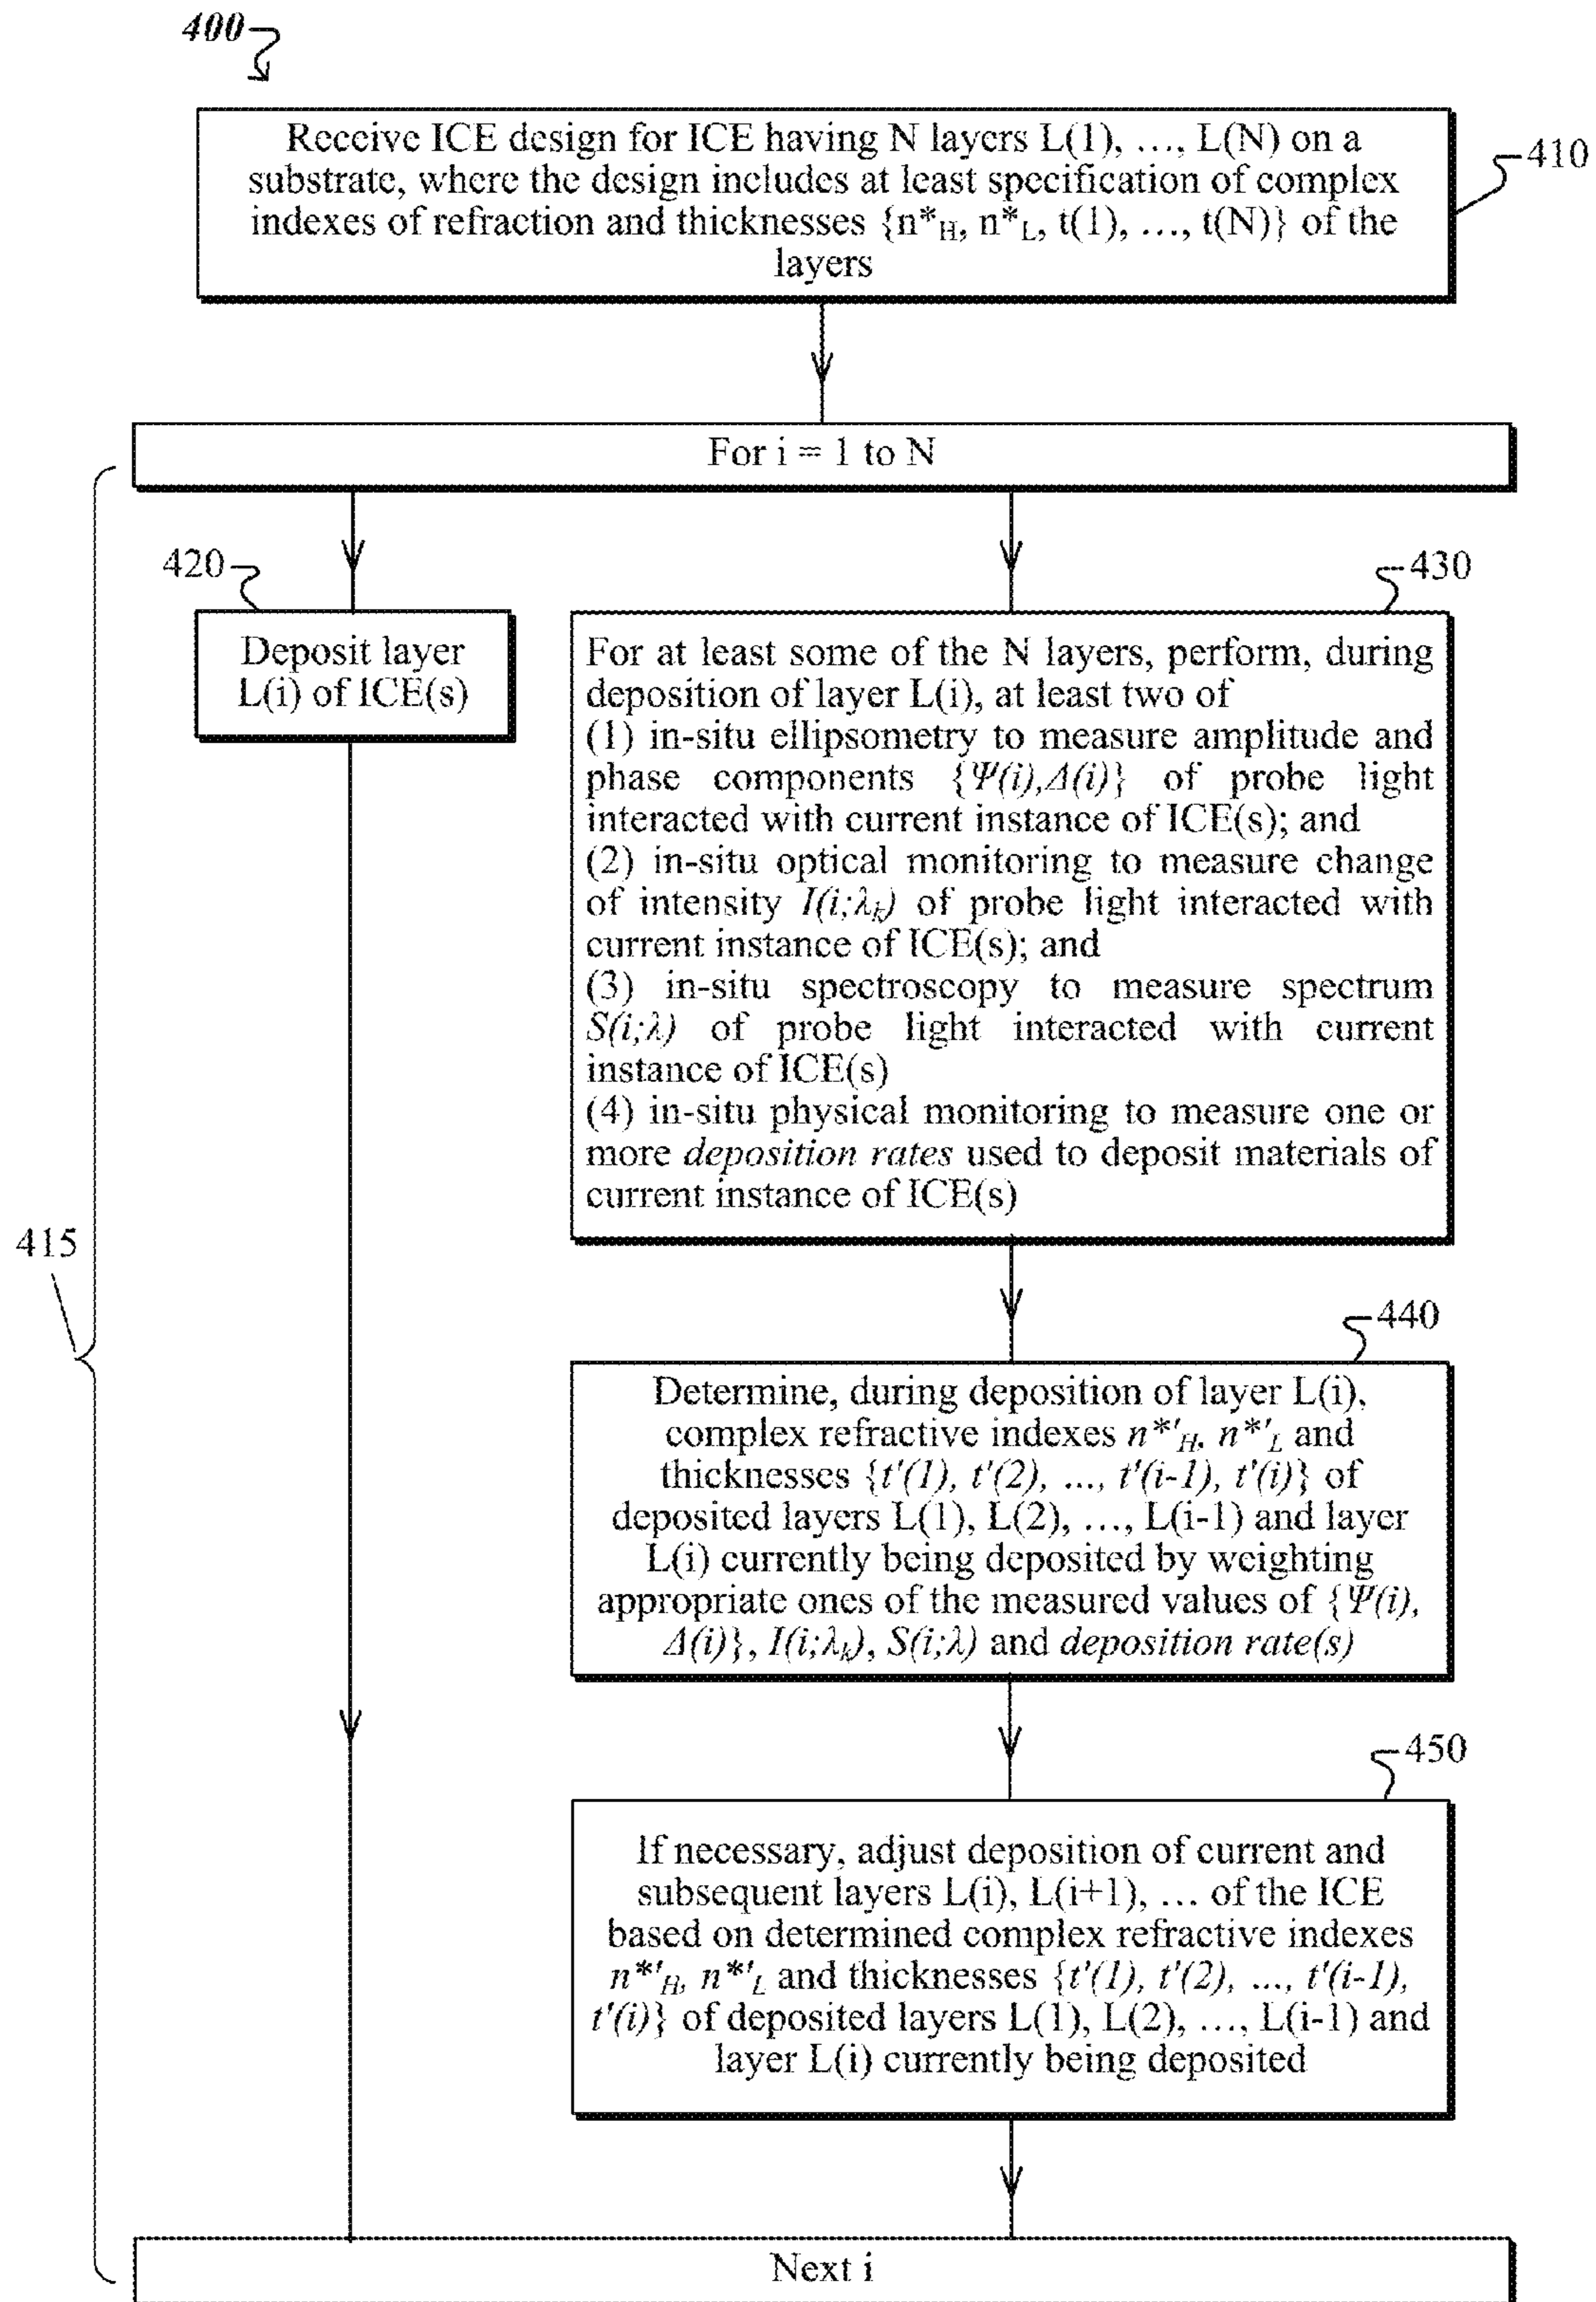 400
Receive ICE design for ICE having N layers L(1), …, L(N) on a
substrate, where the design includes at least specification of complex
indexes of refraction and thicknesses {n*H, n*L, t(1), …, t(N)} of the
layers
410
For i = 1 to N
420
Deposit layer
L(i) of ICE(s)
430
For at least some of the N layers, perform, during
deposition of layer L(i), at least two of
(1) in-situ ellipsometry to measure amplitude and
phase components {Ψ(i),Δ(i)} of probe light
interacted with current instance of ICE(s); and
(2) in-situ optical monitoring to measure change
of intensity I(i;λk) of probe light interacted with
current instance of ICE(s); and
(3) in-situ spectroscopy to measure spectrum
S(i;λ) of probe light interacted with current
instance of ICE(s)
(4) in-situ physical monitoring to measure one or
more deposition rates used to deposit materials of
current instance of ICE(s)
415
440
Determine, during deposition of layer L(i),
complex refractive indexes n*'H, n*'L and
thicknesses {t'(1), t'(2), ..., t'(i-1), t'(i)} of
deposited layers L(1), L(2), …, L(i-1) and layer
L(i) currently being deposited by weighting
appropriate ones of the measured values of {Ψ(i),
Δ(i)}, I(i;λk), S(i;λ) and deposition rate(s)
450
If necessary, adjust deposition of current and
subsequent layers L(i), L(i+1), … of the ICE
based on determined complex refractive indexes
n*'H, n*'L and thicknesses {t'(1), t'(2), ..., t'(i-1),
t'(i)} of deposited layers L(1), L(2), …, L(i-1) and
layer L(i) currently being deposited
Next i